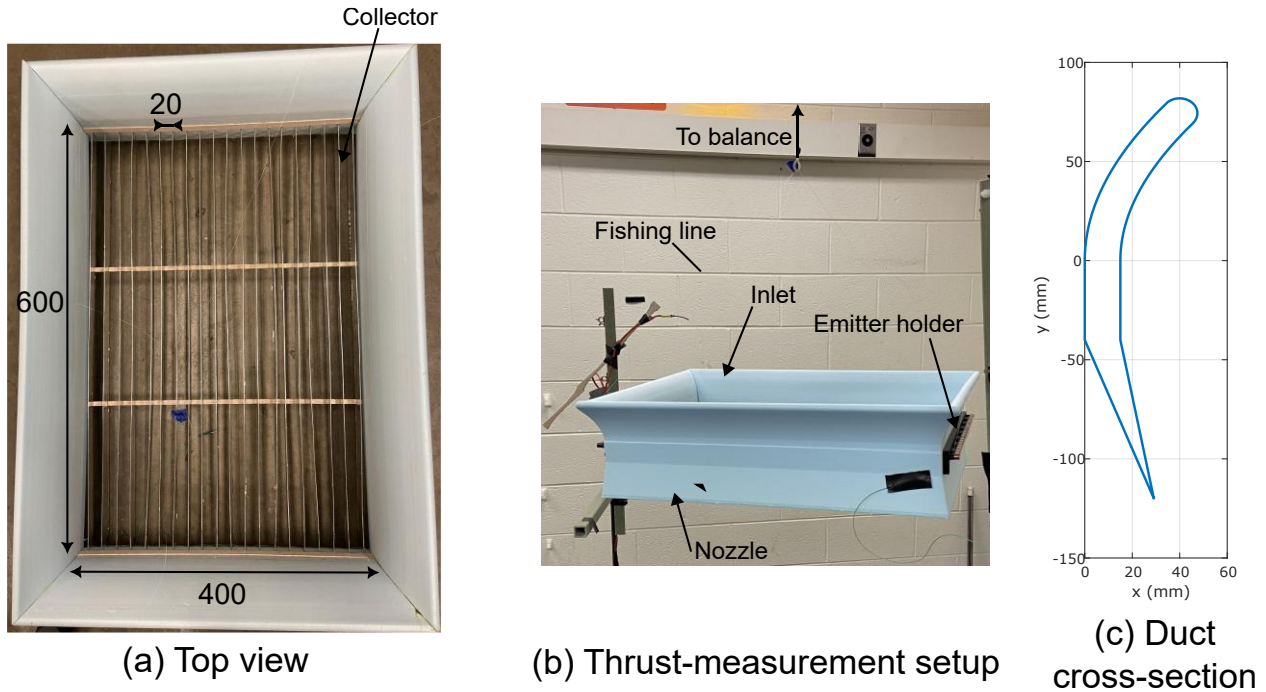 Collector
20
600
400
(a) Top view
To balance
Fishing line
Inlet
Emitter holder
Nozzle
(b) Thrust-measurement setup
100
50
0
-50
-100
-150
y (mm)
0
20
40
60
x (mm)
(c) Duct
cross-section